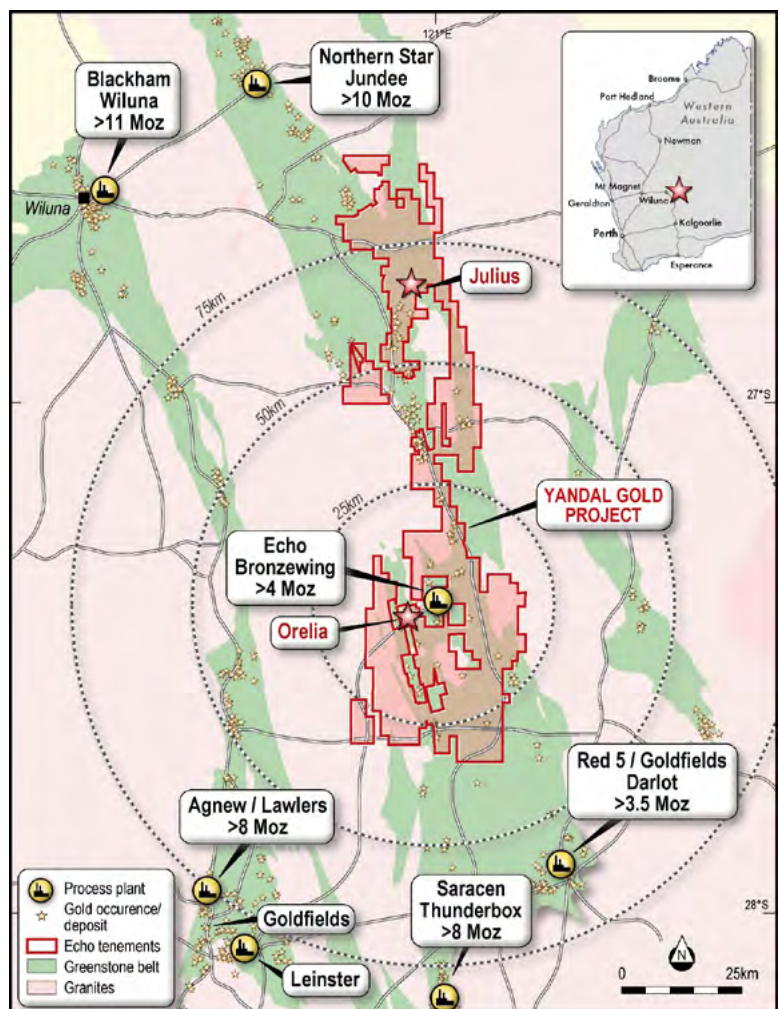 121°E
Northern Star
Jundee
>10 Moz
Blackham
Wiluna
>11 Moz
Wiluna
Broome
Port Hedland
Western
Australia
Newman
Mt Magnet
Wiluna
Geraldton
Kalgoorlie
Perth
Esperance
Julius
75km
50km
27°S
25km
YANDAL GOLD
PROJECT
Echo
Bronzewing
>4 Moz
Orelia
Red 5 / Goldfields
Darlot
>3.5 Moz
Agnew / Lawlers
>8 Moz
Saracen
Thunderbox
>8 Moz
28°S
Process plant
Gold occurence/
deposit
Echo tenements
Greenstone belt
Granites
Goldfields
Leinster
N
0 25km